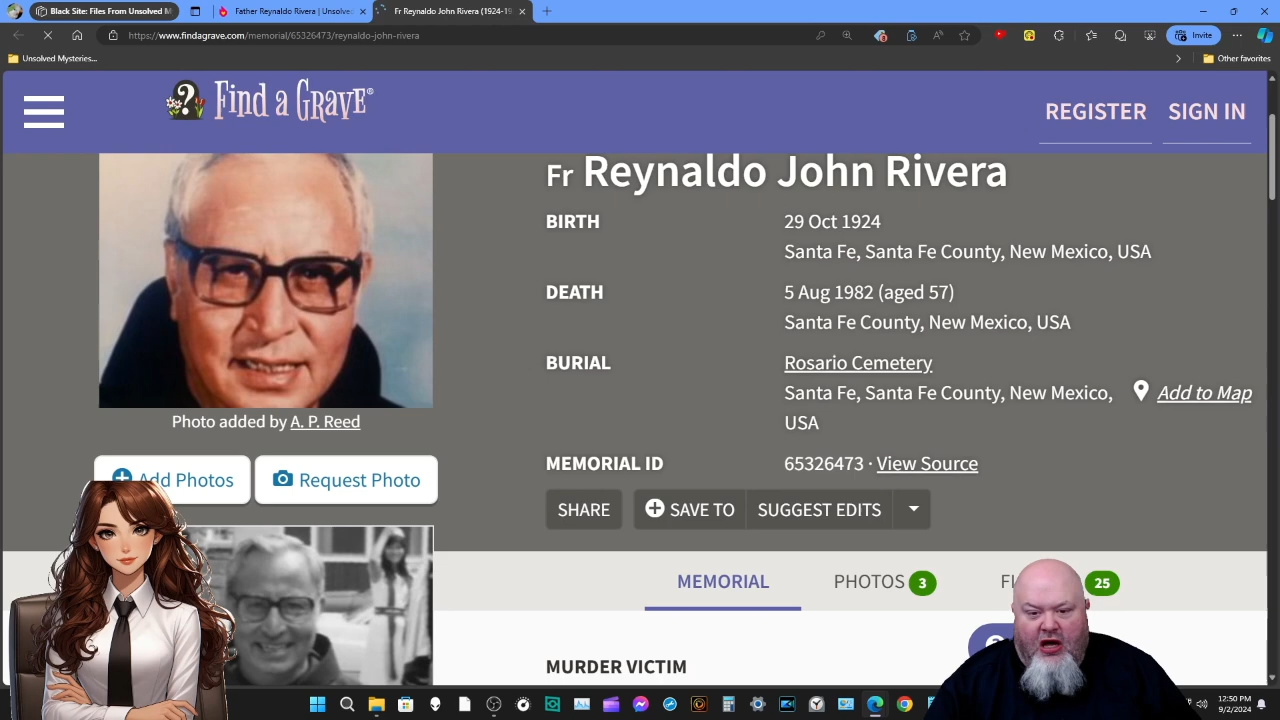 Black Site: Files From Unsolved M
Father Reynaldo Rivera | Unsolve
Fr Reynaldo John Rivera (1924-19
https://www.findagrave.com/memorial/65326473/reynaldo-john-rivera
Invite
Unsolved Mysteries...
Other favorites
Find a GRAVE®
REGISTER
SIGN IN
Fr Reynaldo John Rivera
BIRTH
29 Oct 1924
Santa Fe, Santa Fe County, New Mexico, USA
DEATH
5 Aug 1982 (aged 57)
Santa Fe County, New Mexico, USA
BURIAL
Rosario Cemetery
Santa Fe, Santa Fe County, New Mexico,
USA
Add to Map
Photo added by A. P. Reed
MEMORIAL ID
65326473 · View Source
Add Photos
Request Photo
SHARE
SAVE TO
SUGGEST EDITS
MEMORIAL
PHOTOS 3
25
MURDER VICTIM
12:50 PM
9/2/2024